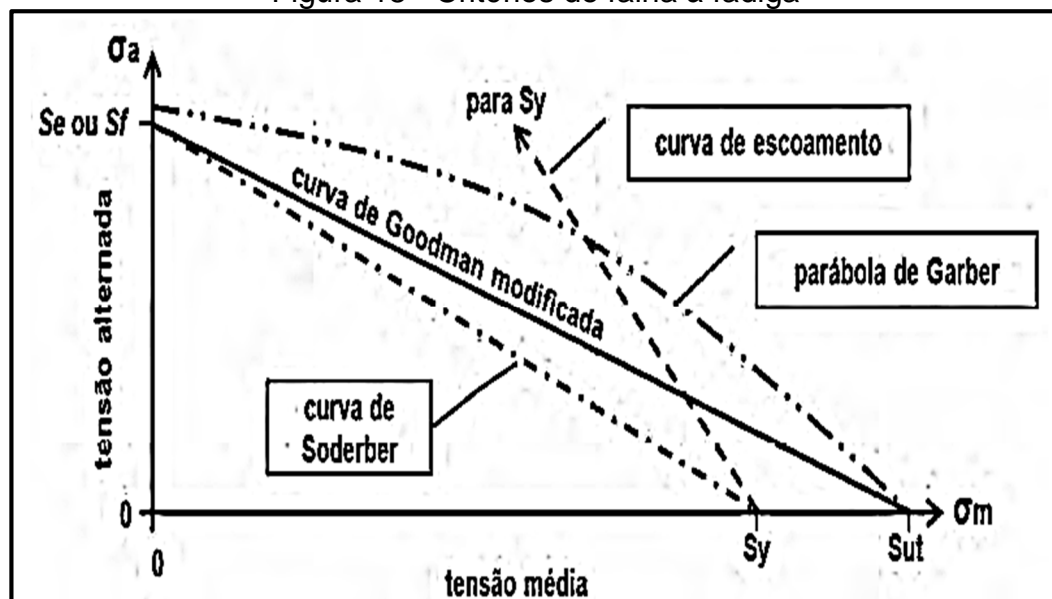 Figura 18 - Critérios de falha à fadiga
σa
Se ou Sf
para Sy
curva de escoamento
curva de Goodman modificada
parábola de Garber
tensão alternada
curva de
Soderber
0
σm
0
Sy
Sut
tensão média